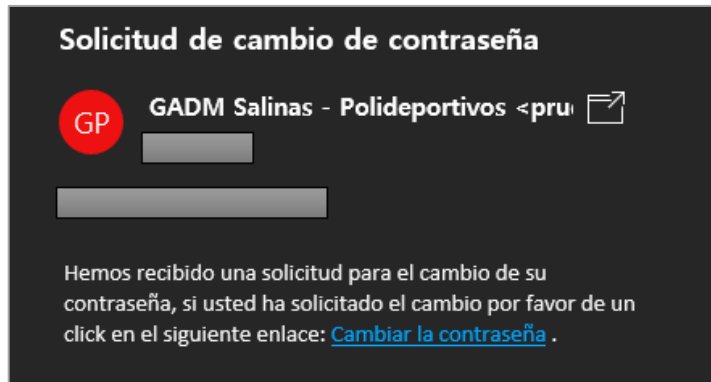 Solicitud de cambio de contraseña
GP
GADM Salinas - Polideportivos <pru
Hemos recibido una solicitud para el cambio de su
contraseña, si usted ha solicitado el cambio por favor de un
click en el siguiente enlace: Cambiar la contraseña .